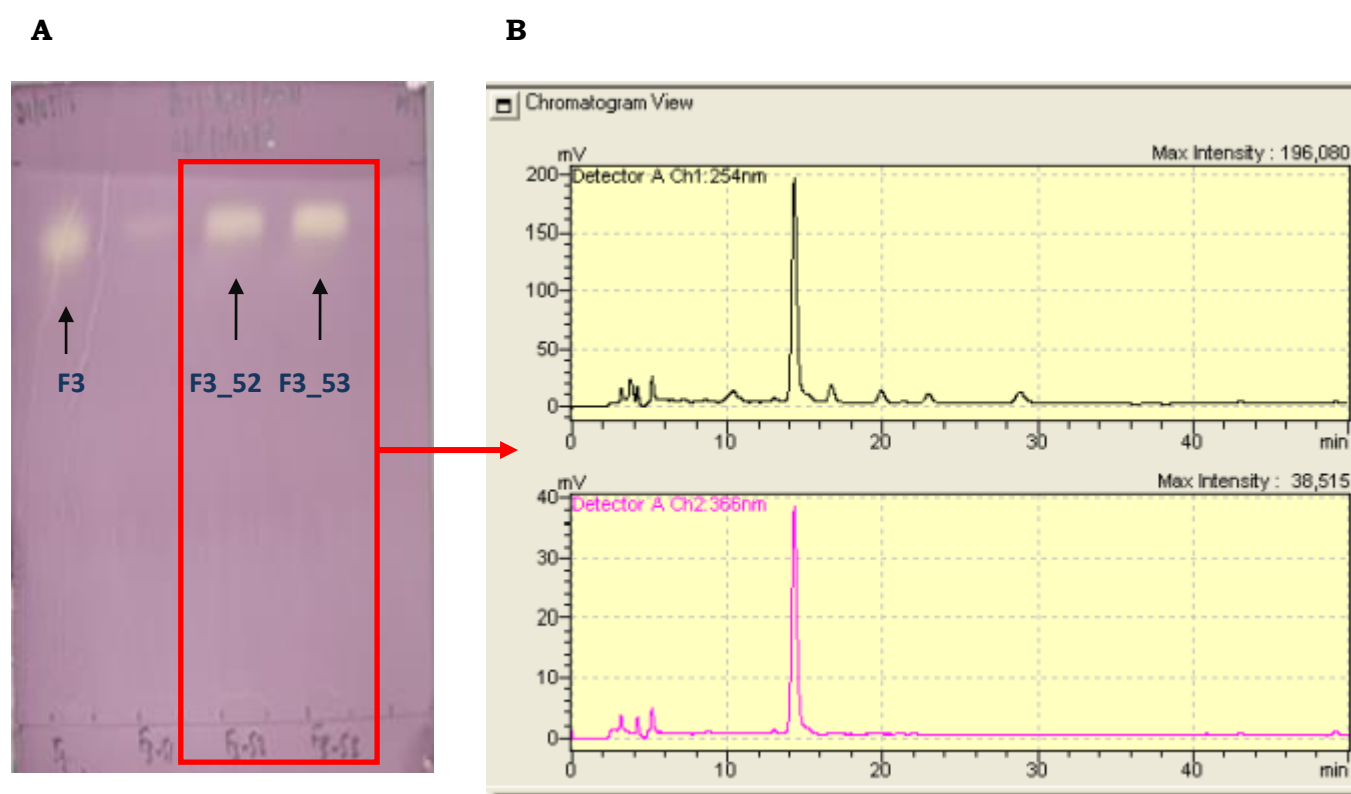 A
B
F3
F3_52
F3_53
Chromatogram View
mV
Max Intensity : 196,080
Detector A Ch1:254nm
200
150
100
50
0
0 10 20 30 40 min
mV
Max Intensity : 38,515
Detector A Ch2:366nm
40
30
20
10
0
0 10 20 30 40 min